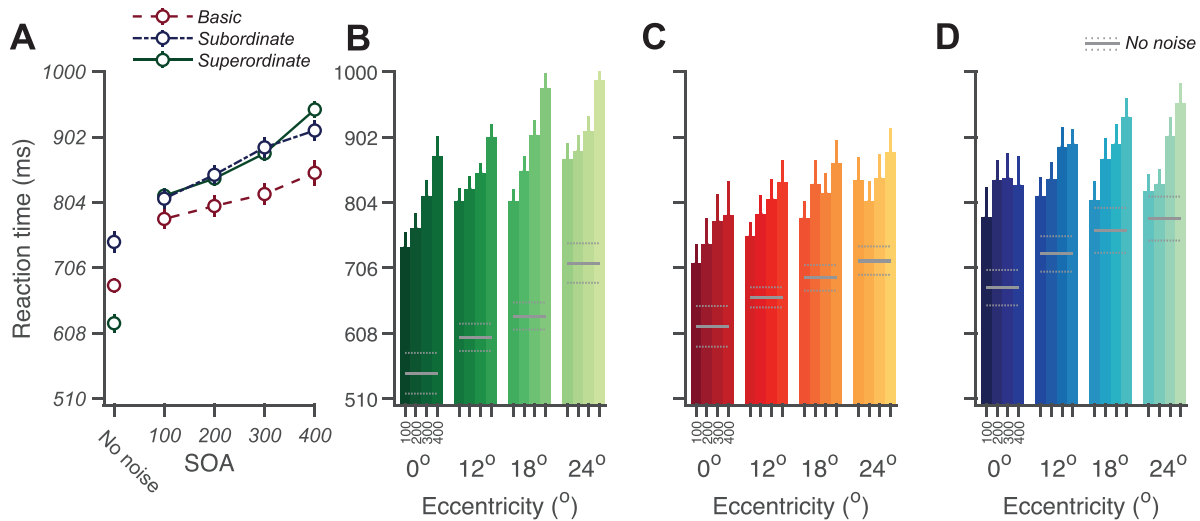 Basic
Subordinate
Superordinate
A
B
C
D
No noise
Reaction time (ms)
1000
902
804
706
608
510
No noise
100
200
300
400
SOA
1000
902
804
706
608
510
100
200
300
400
0°
12°
18°
24°
Eccentricity (°)
100
200
300
400
0°
12°
18°
24°
Eccentricity (°)
100
200
300
400
0°
12°
18°
24°
Eccentricity (°)